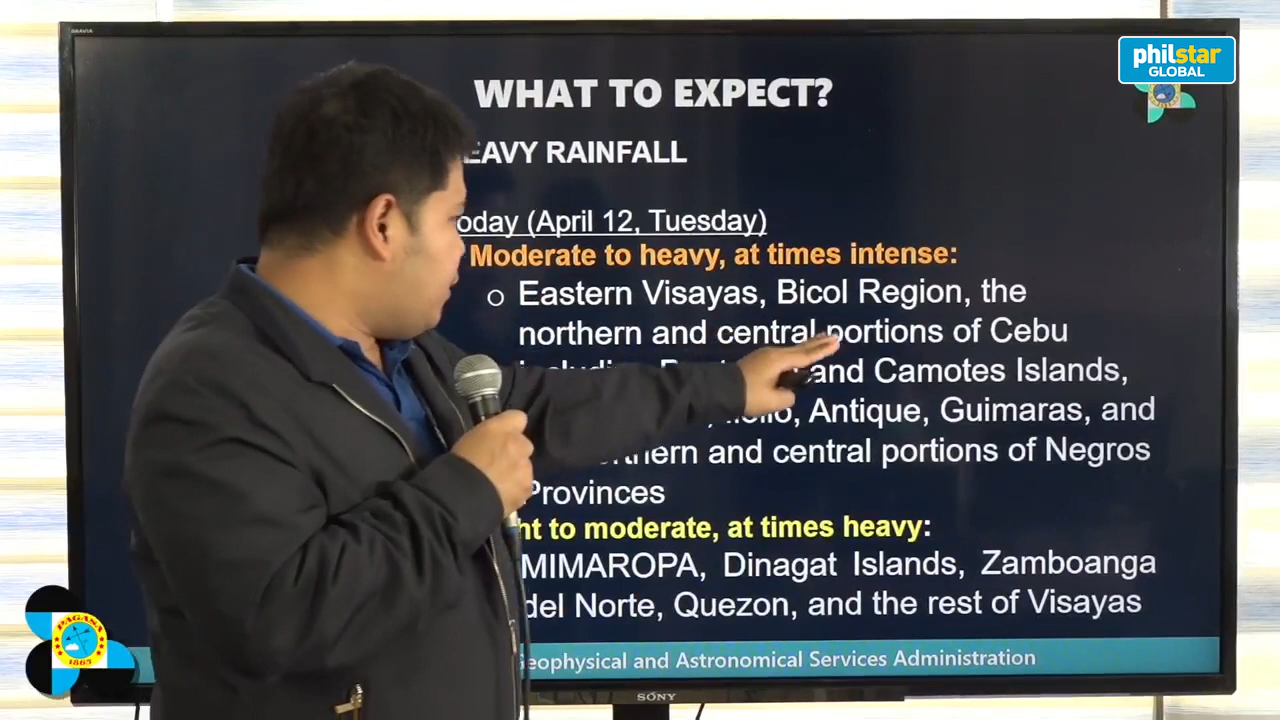 BRAVIA
philstar
GLOBAL
WHAT TO EXPECT?
EAVY RAINFALL
oday (April 12, Tuesday)
Moderate to heavy, at times intense:
o Eastern Visayas, Bicol Region, the
northern and central portions of Cebu
and Camotes Islands,
Antique, Guimaras, and
and central portions of Negros
Provinces
ht to moderate, at times heavy:
MIMAROPA, Dinagat Islands, Zamboanga
del Norte, Quezon, and the rest of Visayas
Geophysical and Astronomical Services Administration
PAGASA
1865
SONY